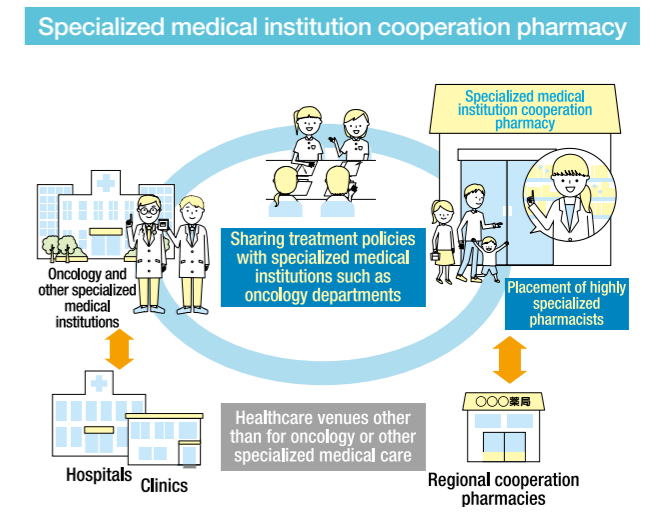 Specialized medical institution cooperation pharmacy
Specialized medical
institution cooperation
pharmacy
Oncology and
other specialized
medical
institutions
Sharing treatment policies
with specialized medical
institutions such as
oncology departments
Placement of highly
specialized
pharmacists
Hospitals
Clinics
Healthcare venues other
than for oncology or other
specialized medical care
○○○薬局
Regional cooperation
pharmacies